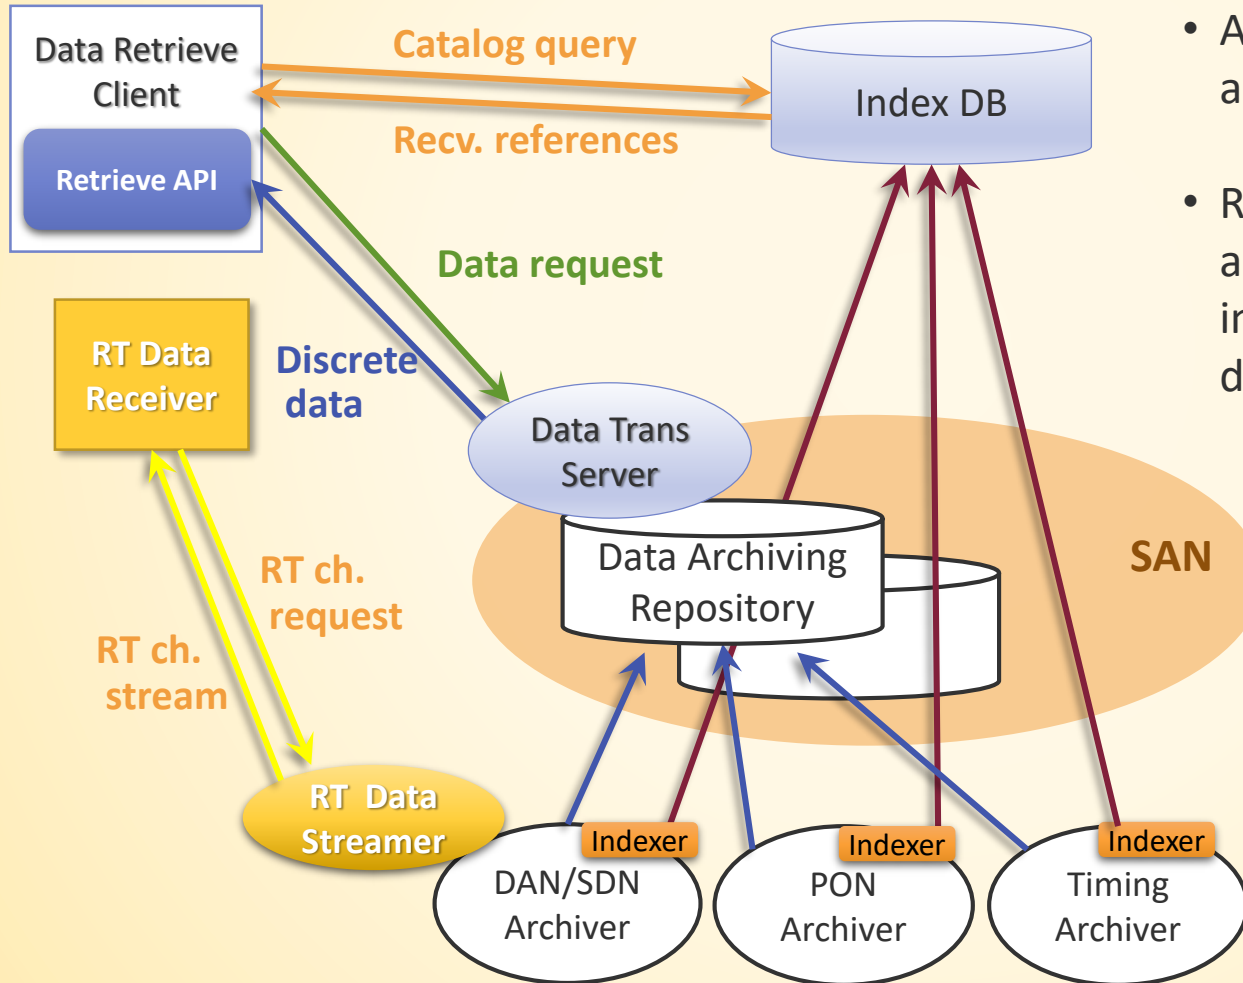 Data Retrieve
Client
Retrieve API
Catalog query
Recv. references
Index DB
Data request
RT Data
Receiver
Discrete
data
Data Trans
Server
Data Archiving
Repository
SAN
RT ch.
request
RT ch.
stream
RT Data
Streamer
Indexer
DAN/SDN
Archiver
Indexer
PON
Archiver
Indexer
Timing
Archiver